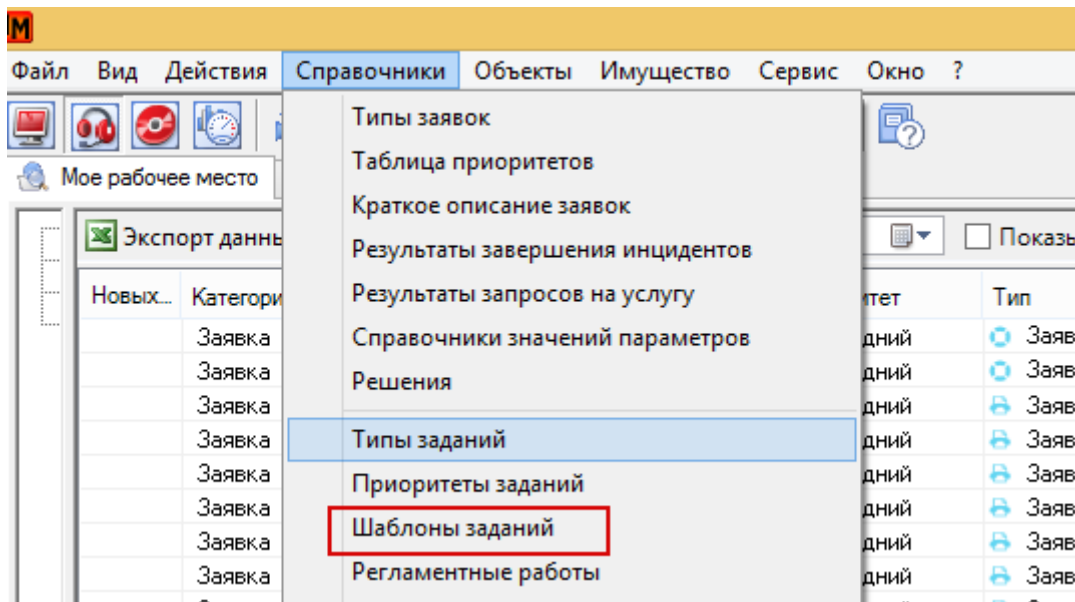 М
Файл Вид Действия Справочники Объекты Имущество Сервис Окно ?
Типы заявок
Таблица приоритетов
Мое рабочее место
Краткое описание заявок
Экспорт данны
Показы
Результаты завершения инцидентов
Новых... Категори
Результаты запросов на услугу
итет Тип
Заявка
Справочники значений параметров
дний Заяв
Заявка дний Заяв
Решения
Заявка дний Заяв
Заявка
Типы заданий
дний Заяв
Заявка
Приоритеты заданий
дний Заяв
Заявка дний Заяв
Шаблоны заданий
Заявка дний Заяв
Заявка
Регламентные работы
дний Заяв